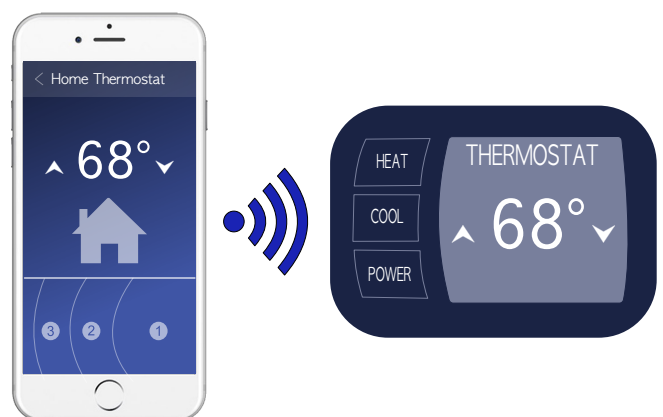 Home Thermostat
68°
3 2 1
HEAT
COOL
POWER
THERMOSTAT
68°